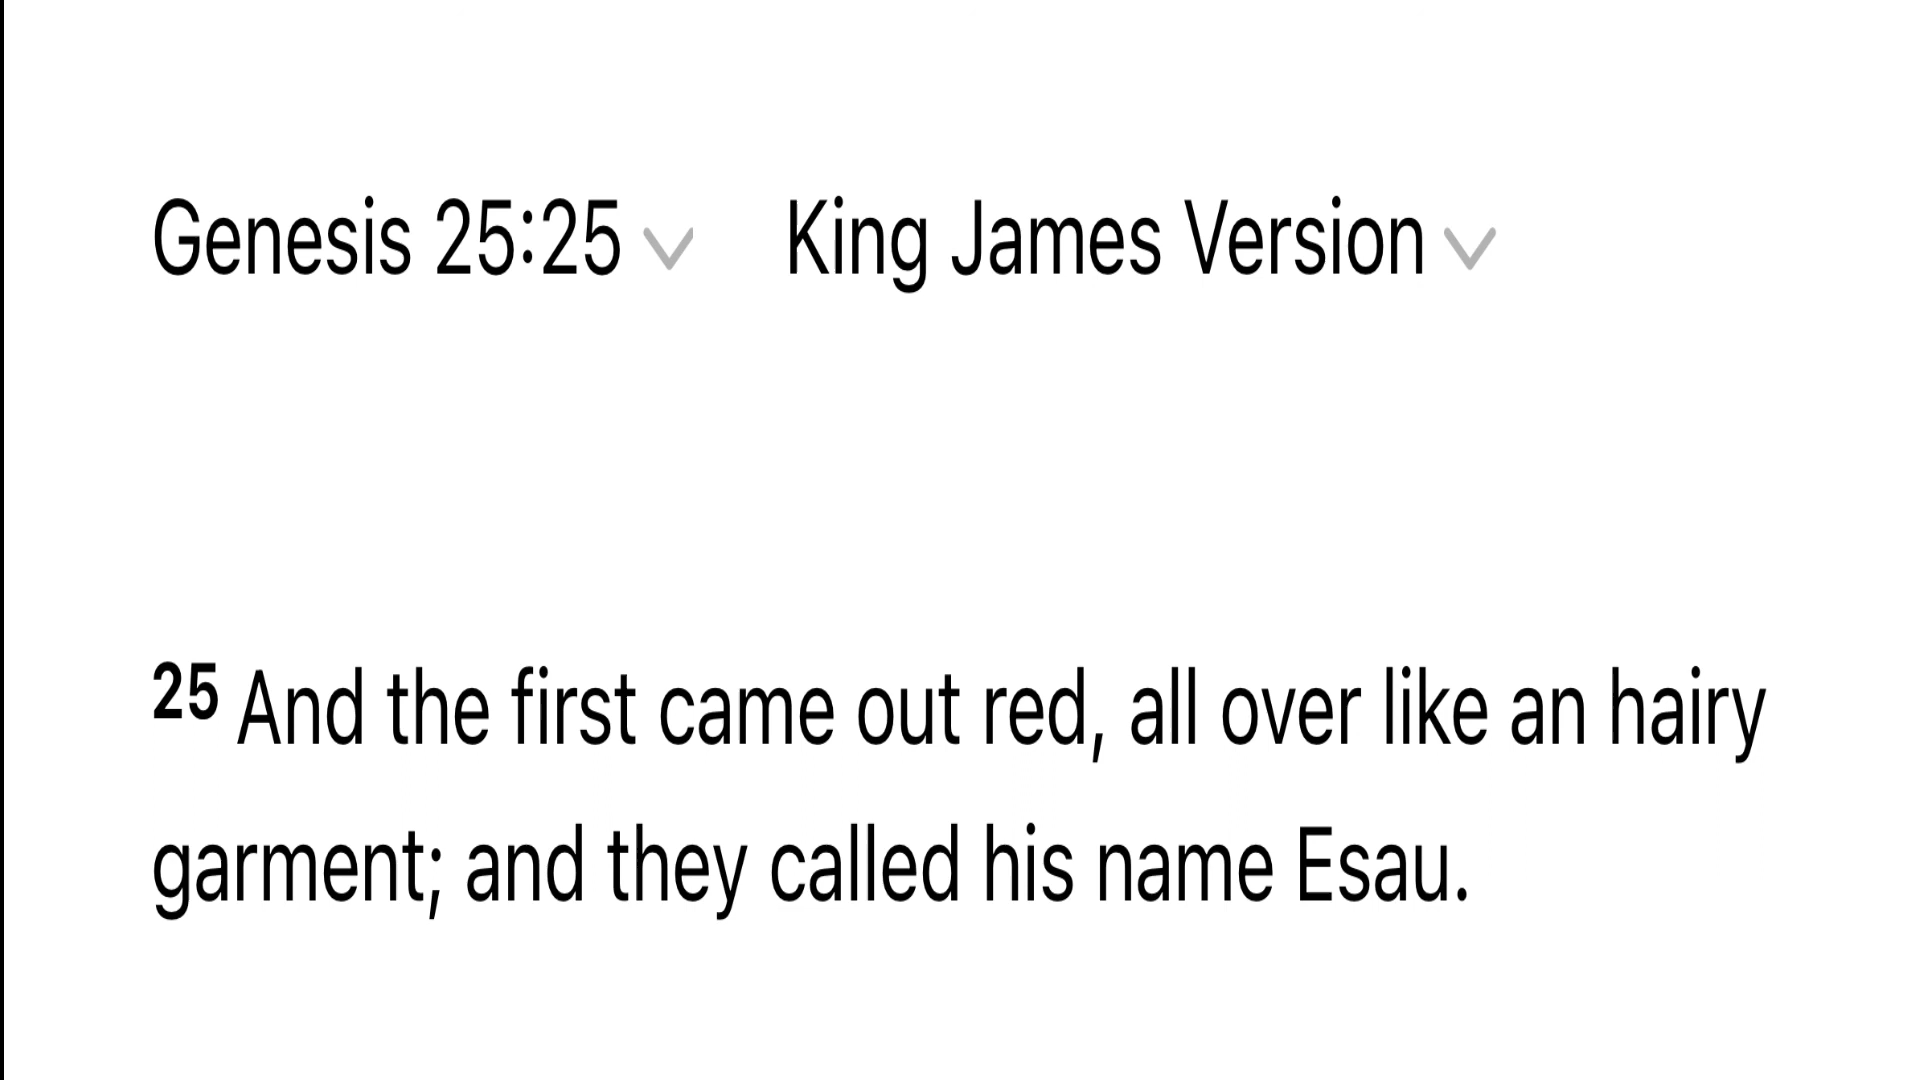 Genesis 25:25 King James Version
25 And the first came out red, all over like an hairy
garment; and they called his name Esau.